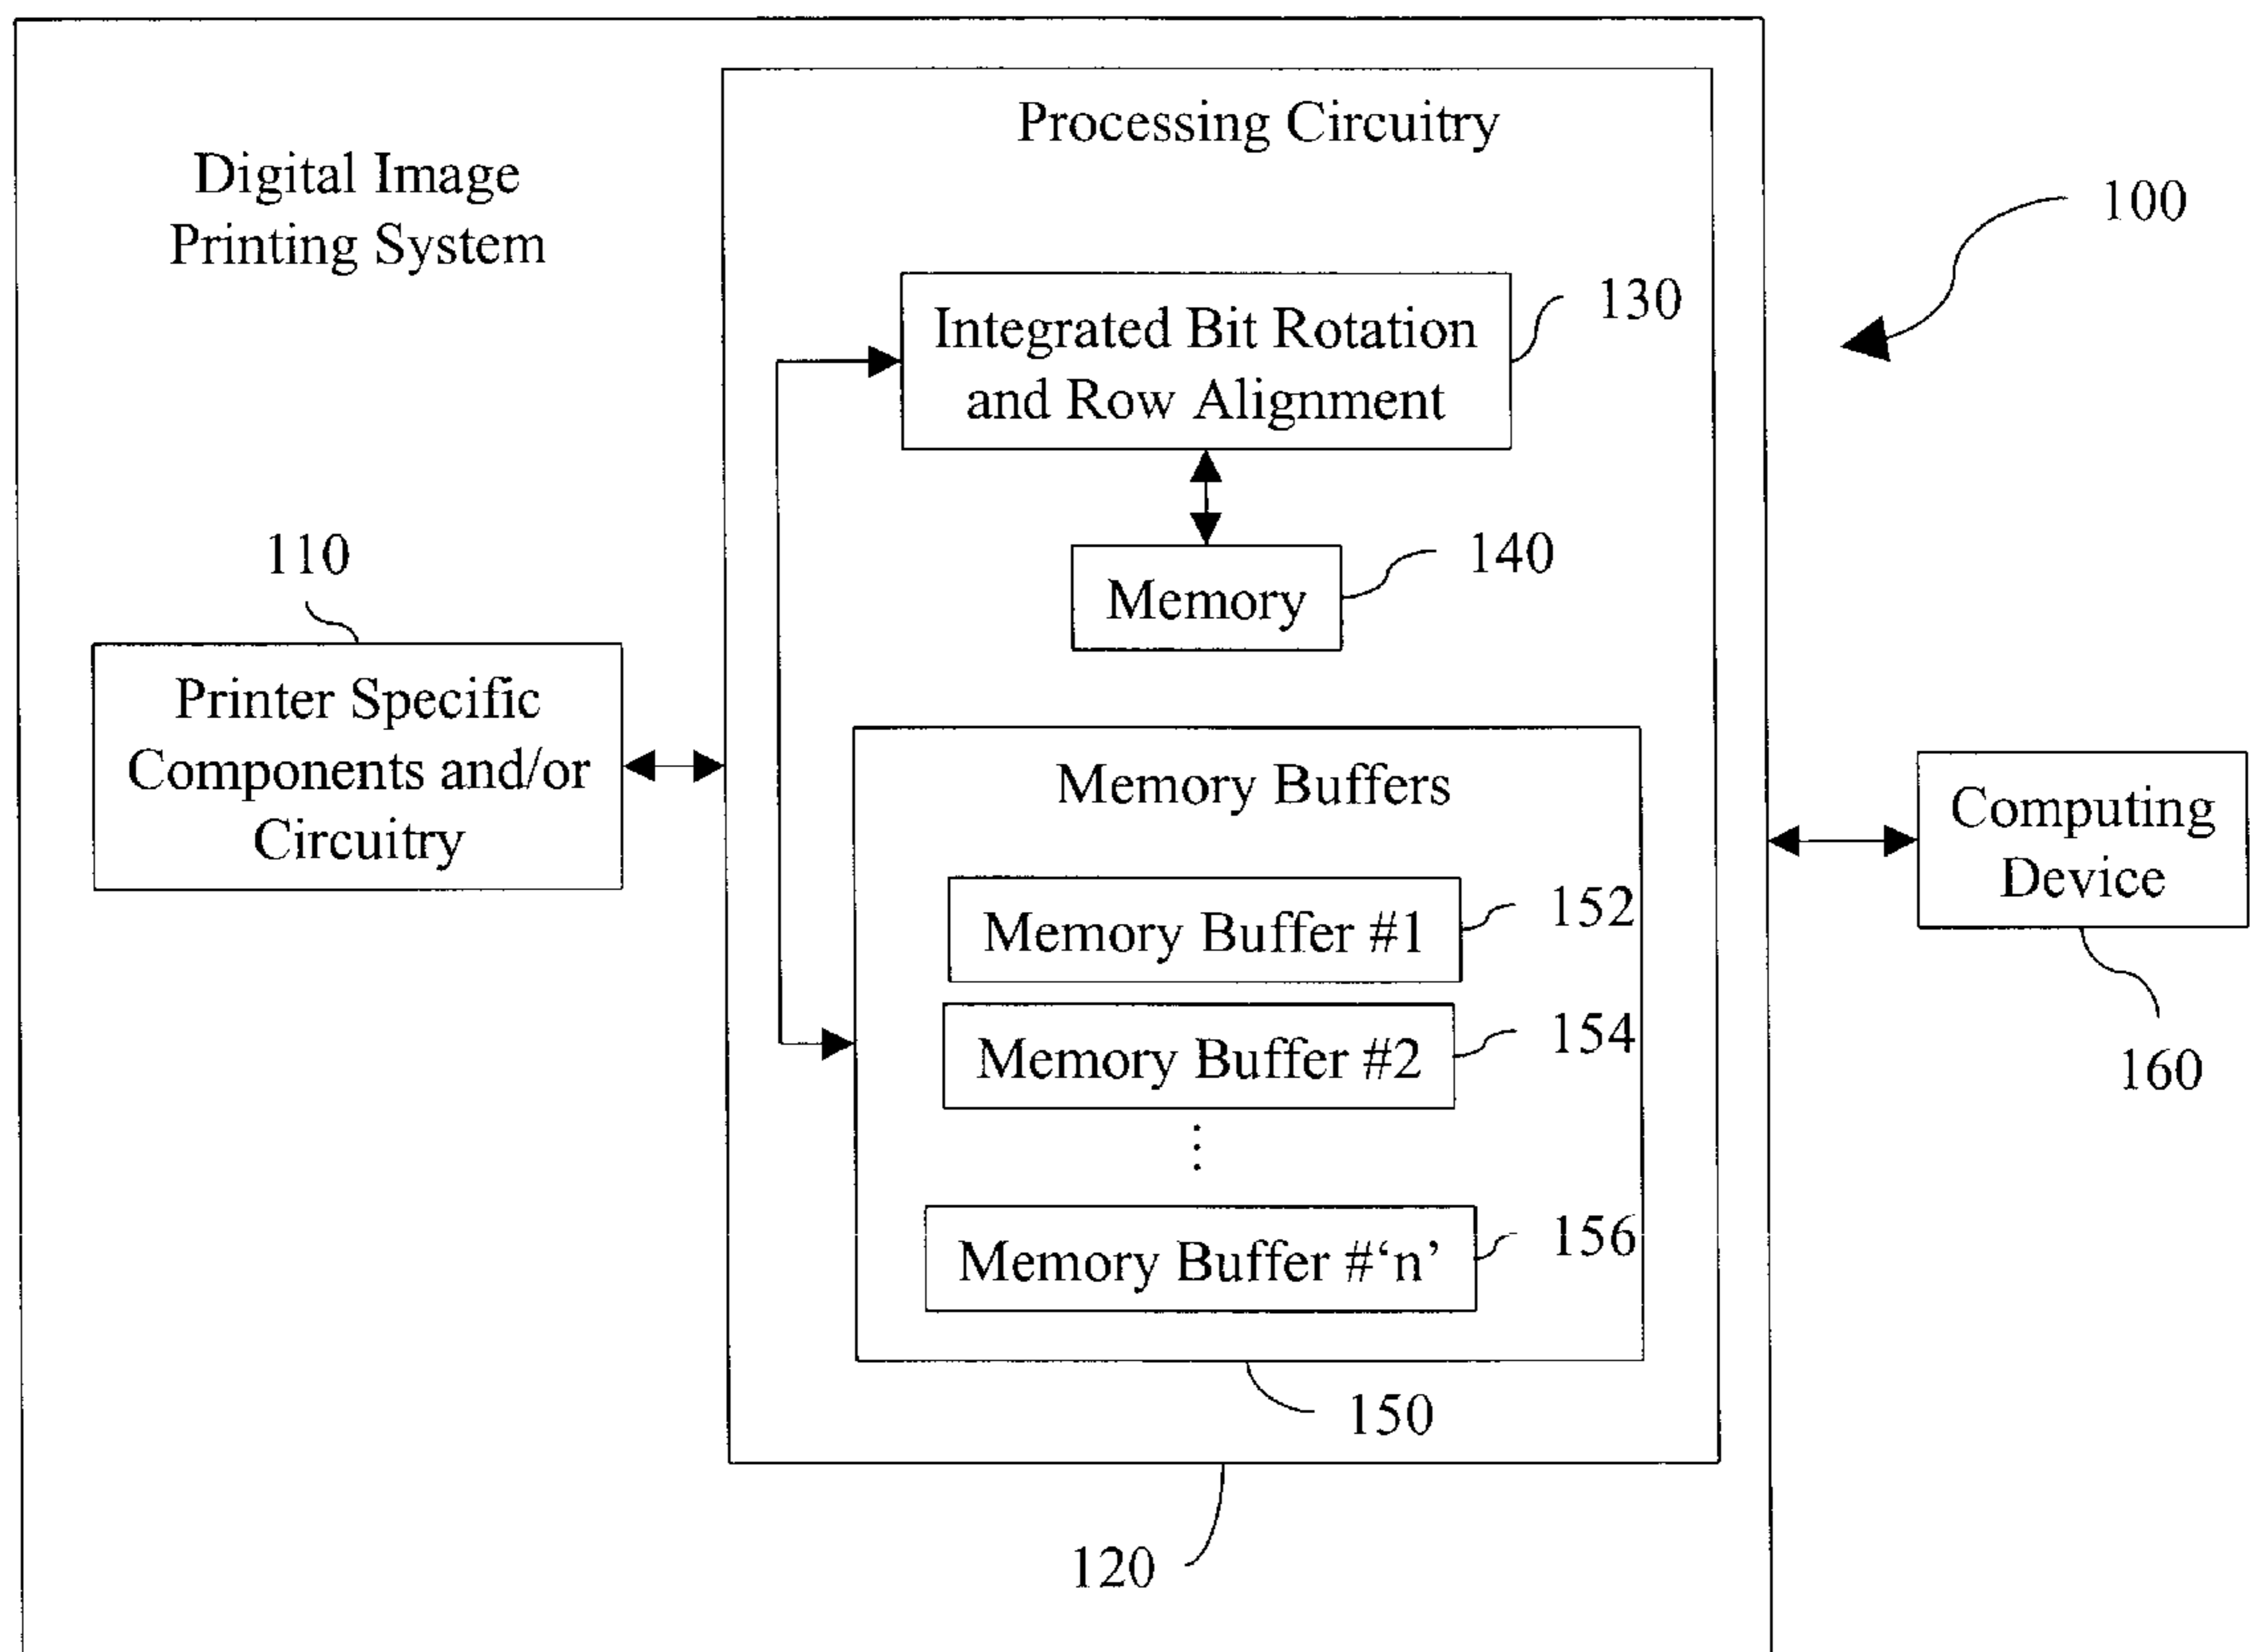 Processing Circuitry
Digital Image
Printing System
100
130
Integrated Bit Rotation
and Row Alignment
110
140
Memory
Printer Specific
Components and/or
Circuitry
Memory Buffers
Computing
Device
152
Memory Buffer #1
154
Memory Buffer #2
160
⋮
156
Memory Buffer #‘n’
150
120